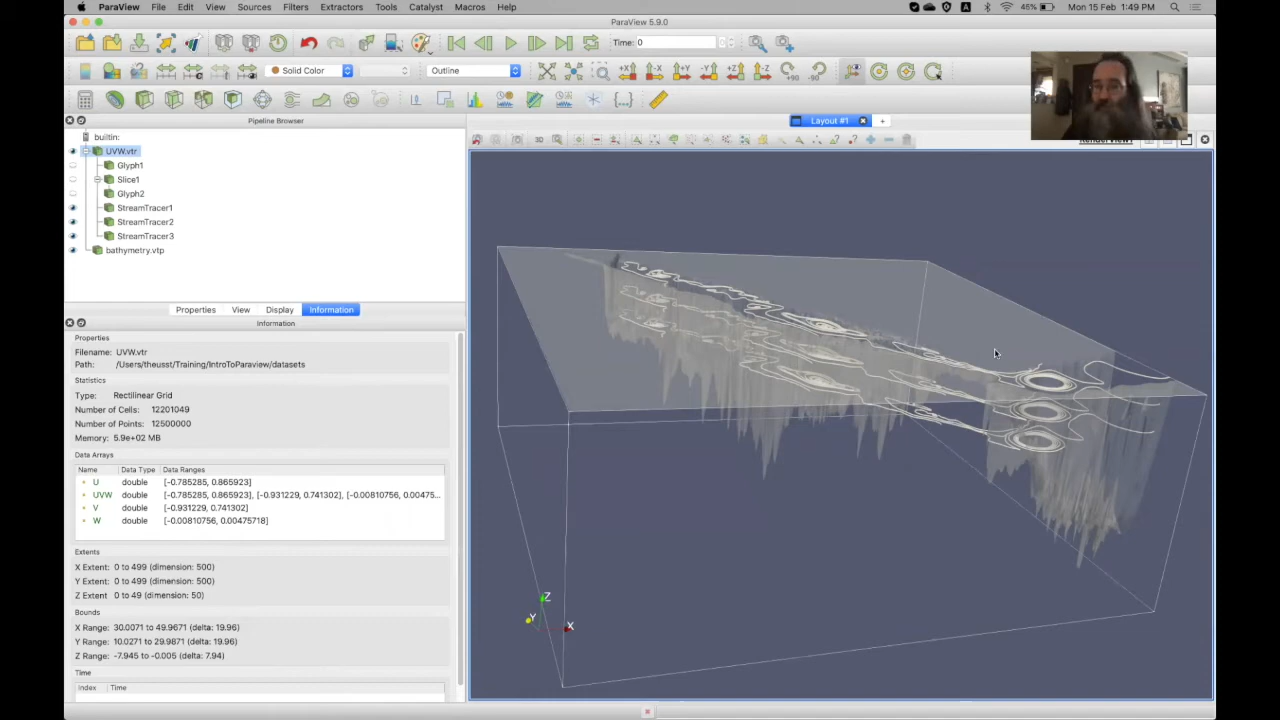 ParaView File Edit View Sources Filters Extractors Tools Catalyst Macros Help
A 45% Mon 15 Feb 1:49 PM
ParaView 5.9.0
Time: 0
Solid Color Outline
+X -X +Y -Y +Z -Z +90 -90
Pipeline Browser
Layout #1 +
builtin:
3D
UVW.vtr
Glyph1
Slice1
Glyph2
StreamTracer1
StreamTracer2
StreamTracer3
bathymetry.vtp
Properties View Display Information
Information
Properties
Filename: UVW.vtr
Path: /Users/theusst/Training/IntroToParaview/datasets
Statistics
Type: Rectilinear Grid
Number of Cells: 12201049
Number of Points: 12500000
Memory: 5.9e+02 MB
Data Arrays
Name Data Type Data Ranges
U double [-0.785285, 0.865923]
UVW double [-0.785285, 0.865923], [-0.931229, 0.741302], [-0.00810756, 0.00475...
V double [-0.931229, 0.741302]
W double [-0.00810756, 0.00475718]
Extents
X Extent: 0 to 499 (dimension: 500)
Y Extent: 0 to 499 (dimension: 500)
Z Extent 0 to 49 (dimension: 50)
Bounds
X Range: 30.0071 to 49.9671 (delta: 19.96)
Y Range: 10.0271 to 29.9871 (delta: 19.96)
Z Range: -7.945 to -0.005 (delta: 7.94)
Time
Index Time
Z
Y
X